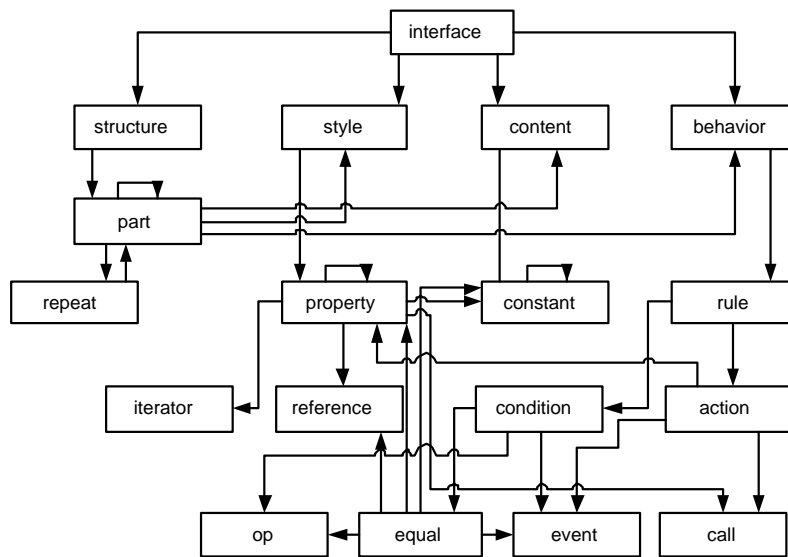 interface
structure
style
content
behavior
part
repeat
property
constant
rule
iterator
reference
condition
action
op
equal
event
call